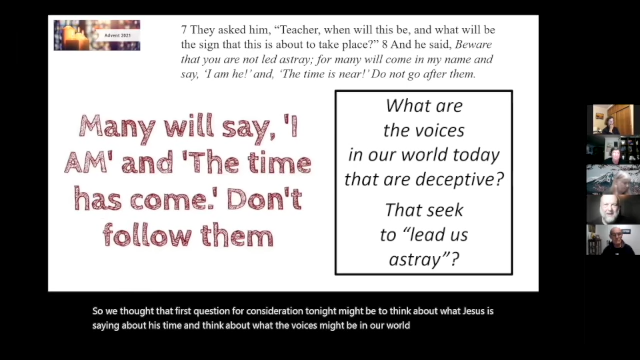 Advent 2021
7 They asked him, “Teacher, when will this be, and what will be
the sign that this is about to take place?” 8 And he said, Beware
that you are not led astray; for many will come in my name and
say, ‘I am he!’ and, ‘The time is near!’ Do not go after them.
Many will say, 'I
AM' and 'The time
has come.' Don't
follow them
What are
the voices
in our world today
that are deceptive?
That seek
to “lead us
astray”?
So we thought that first question for consideration tonight might be to think about what Jesus is
saying about his time and think about what the voices might be in our world